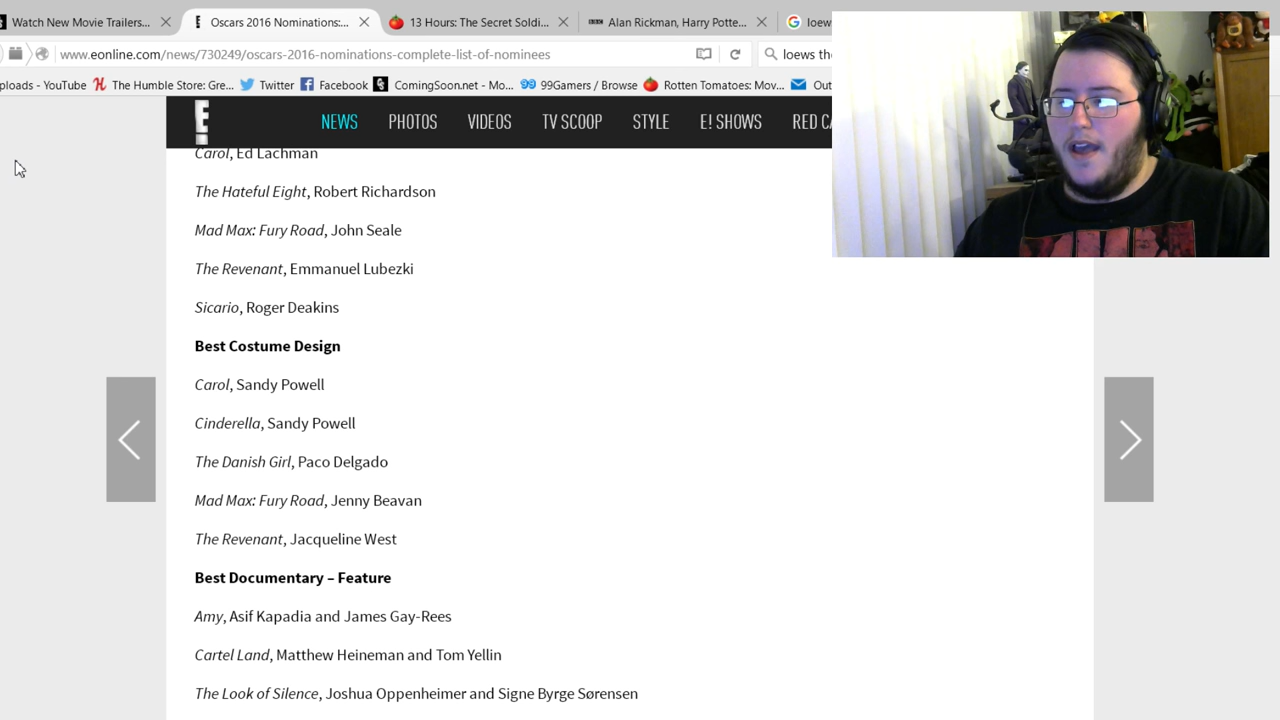 Watch New Movie Trailers...
Oscars 2016 Nominations:...
13 Hours: The Secret Soldi...
Alan Rickman, Harry Potte...
loews
www.eonline.com/news/730249/oscars-2016-nominations-complete-list-of-nominees
loews the
ploads - YouTube
The Humble Store: Gre...
Twitter
Facebook
ComingSoon.net - Mo...
99Gamers / Browse
Rotten Tomatoes: Mov...
Out
E!
NEWS PHOTOS VIDEOS TV SCOOP STYLE E! SHOWS RED CA
Carol, Ed Lachman
The Hateful Eight, Robert Richardson
Mad Max: Fury Road, John Seale
The Revenant, Emmanuel Lubezki
Sicario, Roger Deakins
Best Costume Design
Carol, Sandy Powell
Cinderella, Sandy Powell
The Danish Girl, Paco Delgado
Mad Max: Fury Road, Jenny Beavan
The Revenant, Jacqueline West
Best Documentary – Feature
Amy, Asif Kapadia and James Gay-Rees
Cartel Land, Matthew Heineman and Tom Yellin
The Look of Silence, Joshua Oppenheimer and Signe Byrge Sørensen